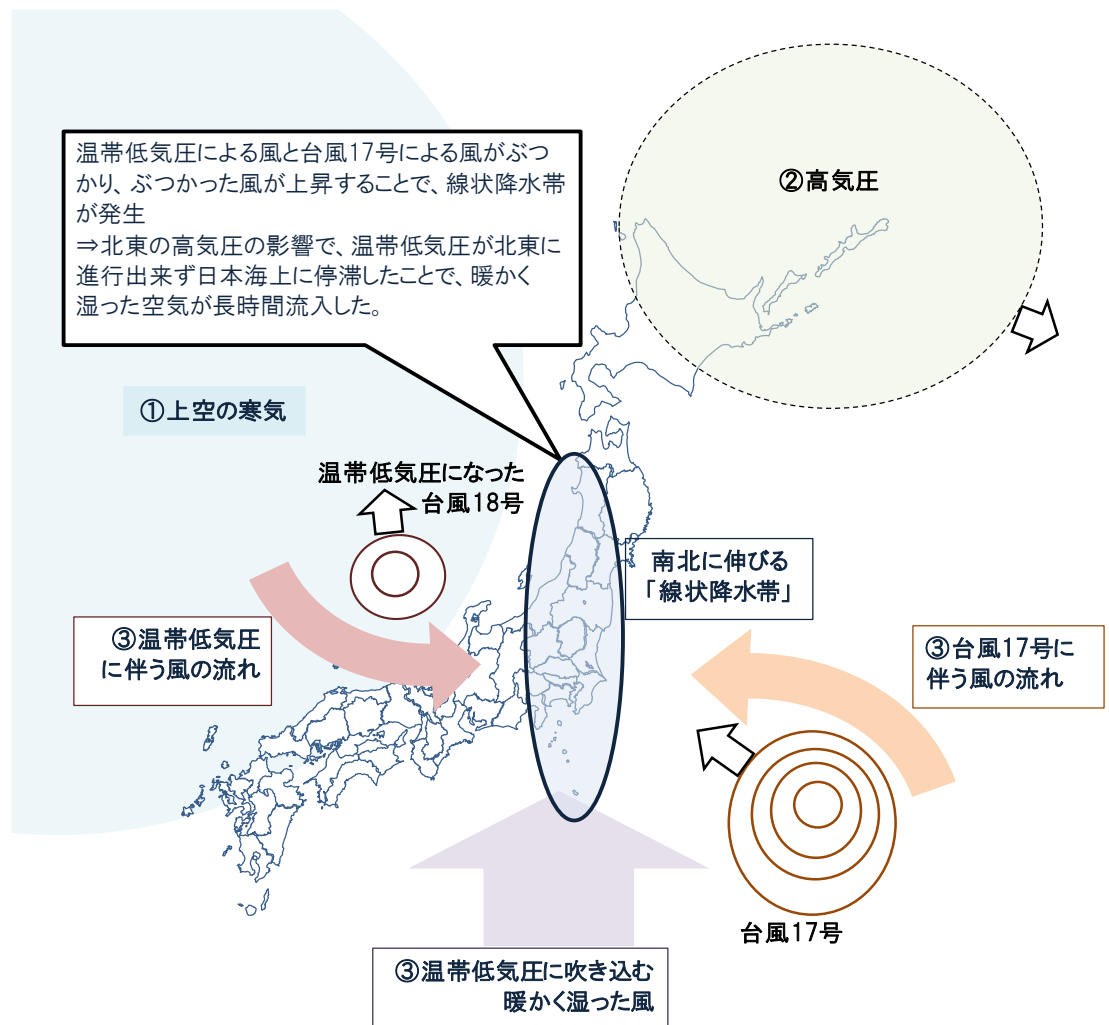 温帯低気圧による風と台風17号による風がぶつ
かり、ぶつかった風が上昇することで、線状降水帯
が発生
⇒北東の高気圧の影響で、温帯低気圧が北東に
進行出来ず日本海上に停滞したことで、暖かく
湿った空気が長時間流入した。
②高気圧
①上空の寒気
温帯低気圧になった
台風18号
南北に伸びる
「線状降水帯」
③温帯低気圧
に伴う風の流れ
③台風17号に
伴う風の流れ
台風17号
③温帯低気圧に吹き込む
暖かく湿った風